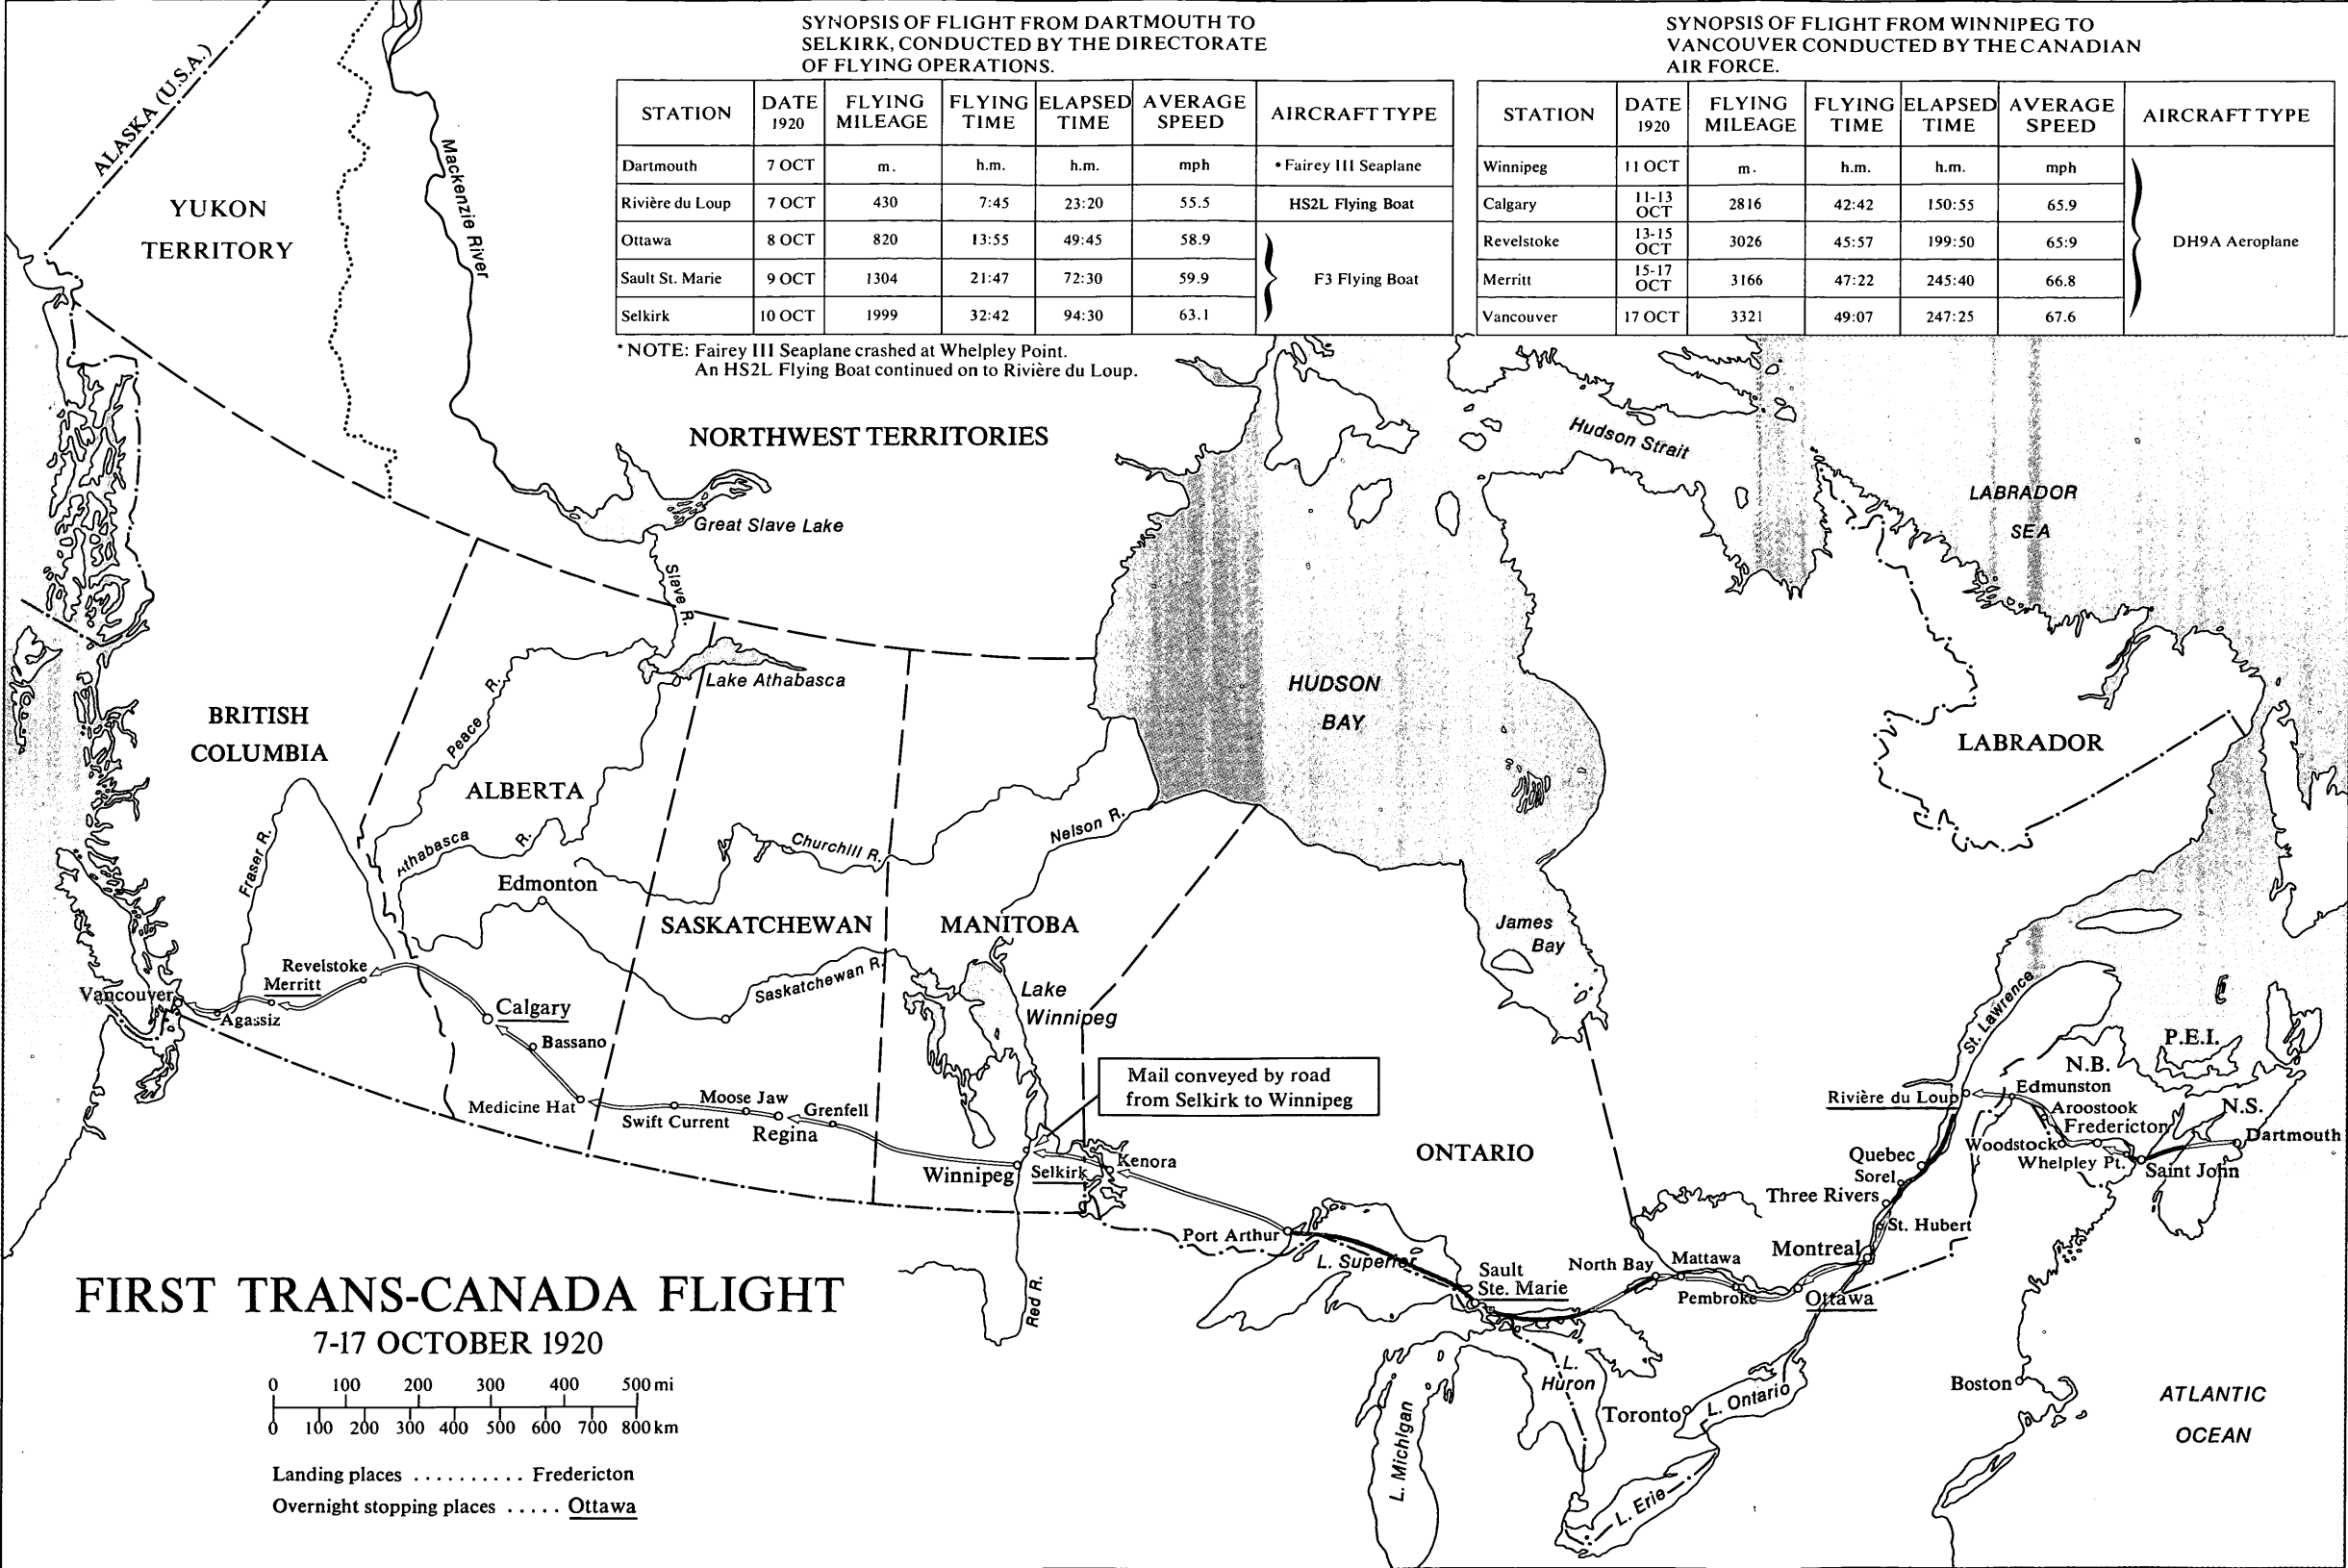 SYNOPSIS OF FLIGHT FROM DARTMOUTH TO
SELKIRK, CONDUCTED BY THE DIRECTORATE
OF FLYING OPERATIONS.
STATION DATE 1920 FLYING MILEAGE FLYING TIME ELAPSED TIME AVERAGE SPEED AIRCRAFT TYPE
Dartmouth 7 OCT m. h.m. h.m. mph • Fairey III Seaplane
Rivière du Loup 7 OCT 430 7:45 23:20 55.5 HS2L Flying Boat
Ottawa 8 OCT 820 13:55 49:45 58.9
Sault St. Marie 9 OCT 1304 21:47 72:30 59.9 F3 Flying Boat
Selkirk 10 OCT 1999 32:42 94:30 63.1
* NOTE: Fairey III Seaplane crashed at Whelpley Point.
An HS2L Flying Boat continued on to Rivière du Loup.
SYNOPSIS OF FLIGHT FROM WINNIPEG TO
VANCOUVER CONDUCTED BY THE CANADIAN
AIR FORCE.
STATION DATE 1920 FLYING MILEAGE FLYING TIME ELAPSED TIME AVERAGE SPEED AIRCRAFT TYPE
Winnipeg 11 OCT m. h.m. h.m. mph
Calgary 11-13 OCT 2816 42:42 150:55 65.9
Revelstoke 13-15 OCT 3026 45:57 199:50 65:9 DH9A Aeroplane
Merritt 15-17 OCT 3166 47:22 245:40 66.8
Vancouver 17 OCT 3321 49:07 247:25 67.6
ALASKA (U.S.A.)
YUKON
TERRITORY
Mackenzie River
NORTHWEST TERRITORIES
Great Slave Lake
Slave R.
Hudson Strait
LABRADOR
SEA
Lake Athabasca
Peace R.
BRITISH
COLUMBIA
ALBERTA
HUDSON
BAY
LABRADOR
Fraser R.
Athabasca R.
Churchill R.
Nelson R.
Edmonton
SASKATCHEWAN
MANITOBA
James
Bay
Saskatchewan R.
Lake
Winnipeg
Revelstoke
Merritt
Vancouver
Agassiz
Calgary
Bassano
Medicine Hat
Swift Current
Moose Jaw
Regina
Grenfell
Winnipeg
Selkirk
Kenora
Mail conveyed by road
from Selkirk to Winnipeg
ONTARIO
Port Arthur
L. Superior
Sault
Ste. Marie
North Bay
Mattawa
Pembroke
Ottawa
Montreal
St. Hubert
Three Rivers
Sorel
Quebec
Rivière du Loup
St. Lawrence
P.E.I.
N.B.
N.S.
Edmunston
Aroostook
Fredericton
Woodstock
Whelpley Pt.
Saint John
Dartmouth
Red R.
L. Michigan
L.
Huron
Toronto
L. Ontario
L. Erie
Boston
ATLANTIC
OCEAN
FIRST TRANS-CANADA FLIGHT
7-17 OCTOBER 1920
0 100 200 300 400 500 mi
0 100 200 300 400 500 600 700 800 km
Landing places . . . . . . . . . . Fredericton
Overnight stopping places . . . . . Ottawa